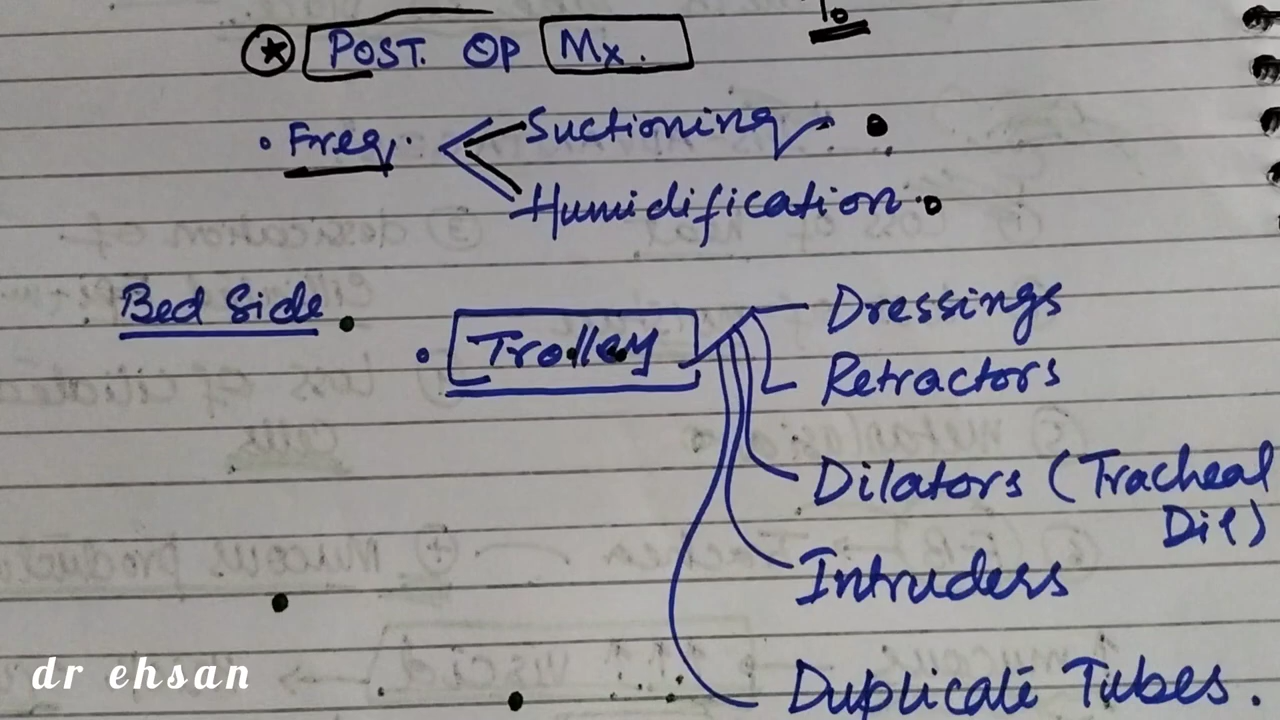 To
★ POST. OP Mx.
• Freq. Suctioning
Humidification.
Bed Side
• Trolley
Dressings
Retractors
Dilators (Tracheal
Dil)
Intruders
Duplicate Tubes.
dr ehsan